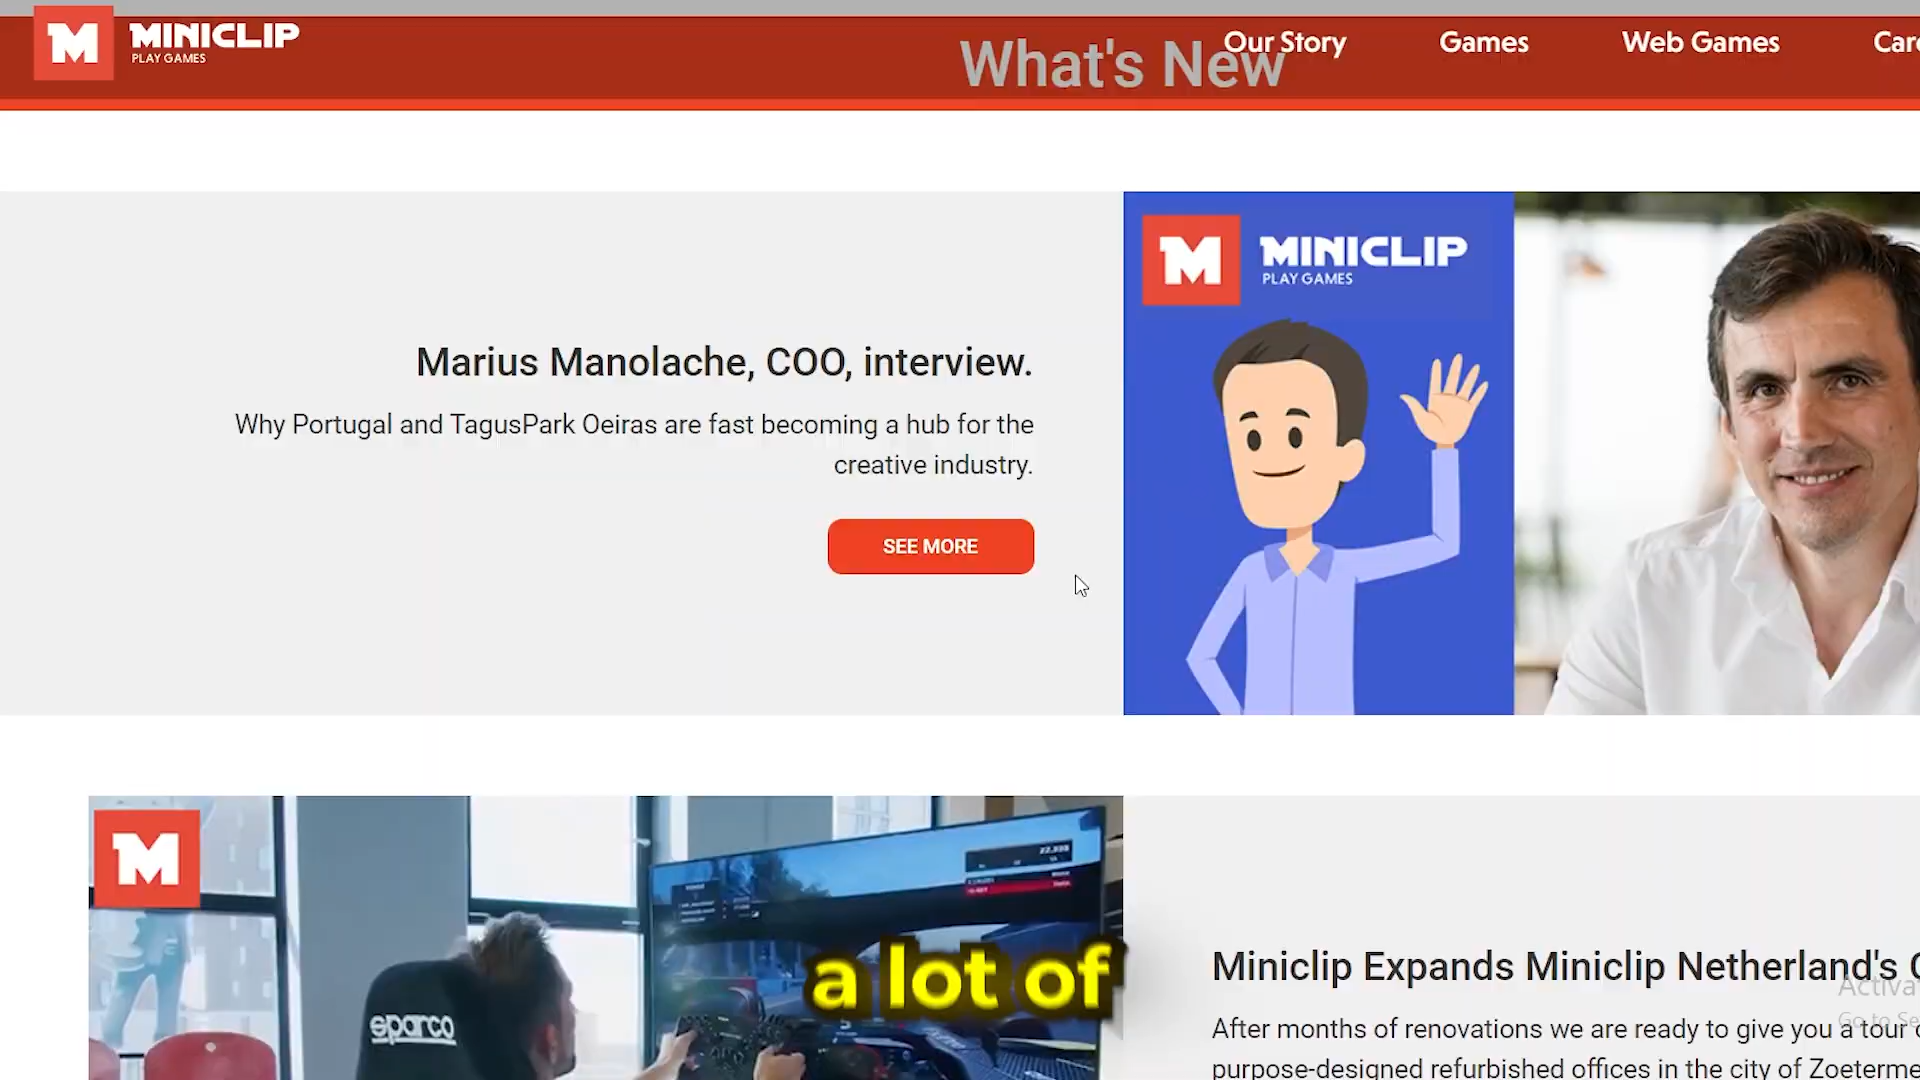 MINICLIP
PLAY GAMES
What's New
Our Story
Games
Web Games
MINICLIP
PLAY GAMES
Marius Manolache, COO, interview.
Why Portugal and TagusPark Oeiras are fast becoming a hub for the
creative industry.
SEE MORE
eparco
a lot of
Miniclip Expands Miniclip Netherland's
After months of renovations we are ready to give you a tour
purpose-designed refurbished offices in the city of